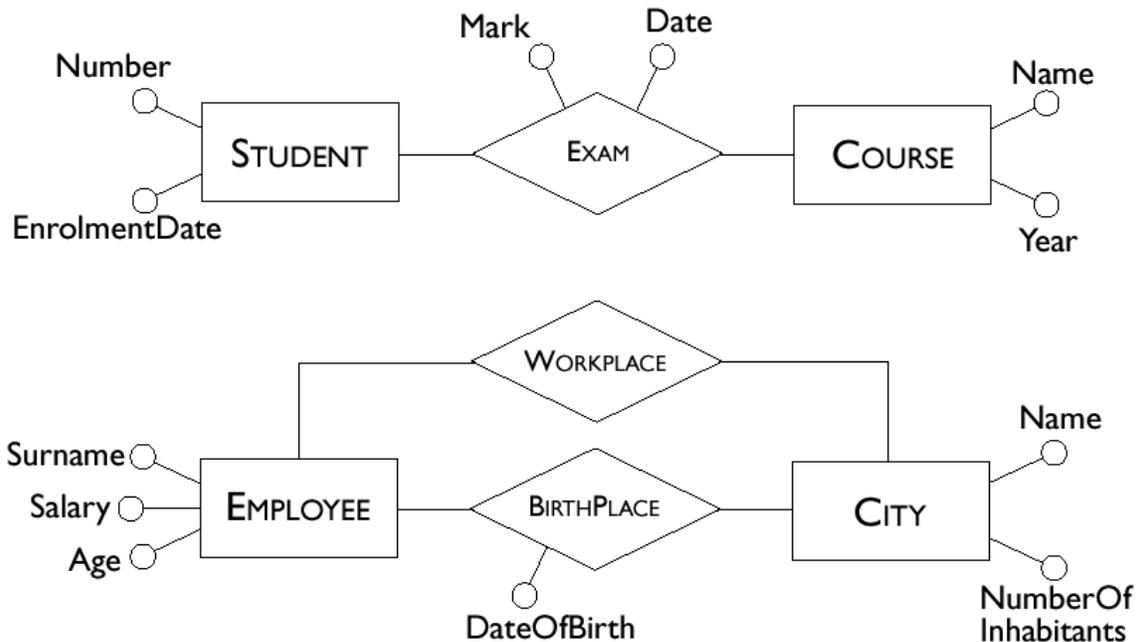 Mark
Date
Number
Name
STUDENT
EXAM
COURSE
EnrolmentDate
Year
WORKPLACE
Name
Surname
Salary
EMPLOYEE
BIRTHPLACE
CITY
Age
DateOfBirth
NumberOf
Inhabitants